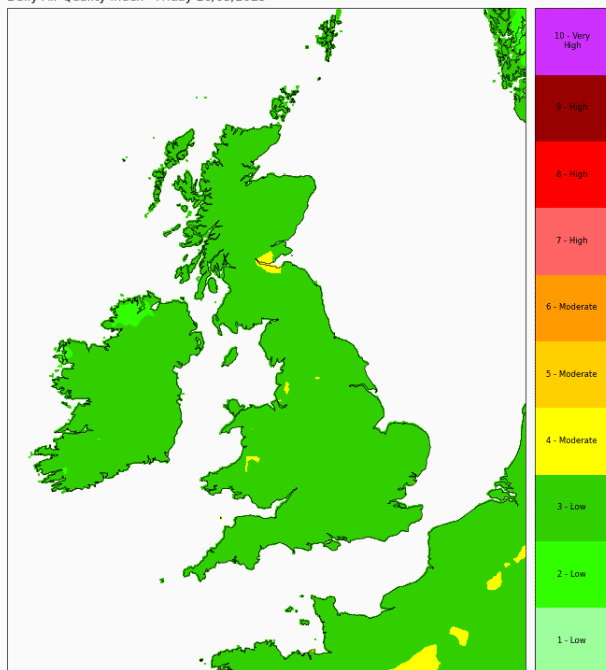 10 - Very
High
9 - High
8 - High
7 - High
6 - Moderate
5 - Moderate
4 - Moderate
3 - Low
2 - Low
1 - Low